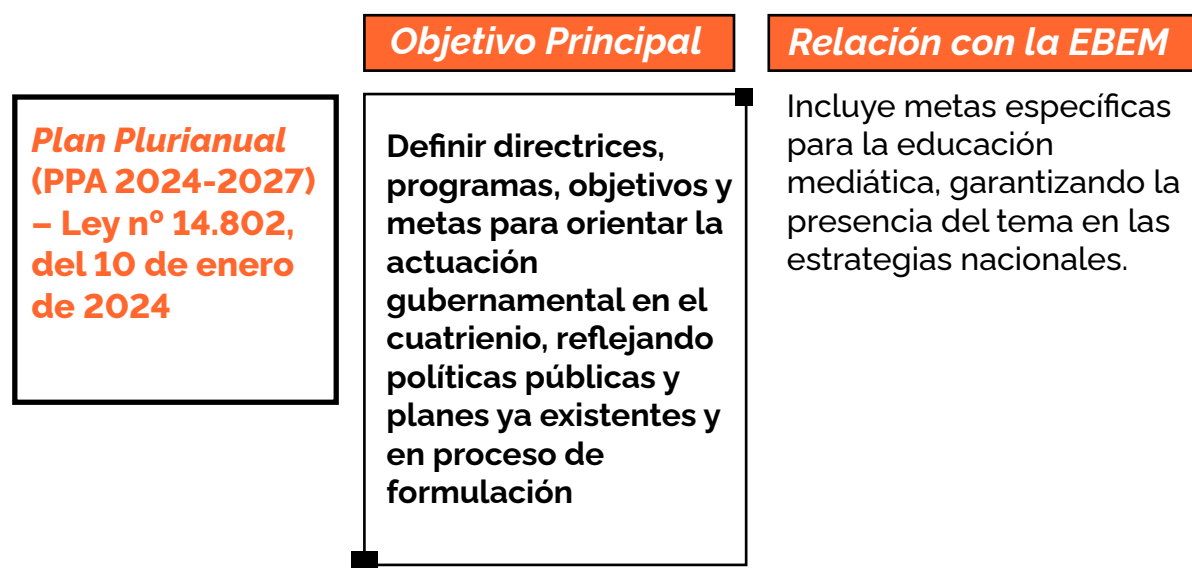 Objetivo Principal
Relación con la EBEM
Plan Plurianual
(PPA 2024-2027)
– Ley nº 14.802,
del 10 de enero
de 2024
Definir directrices,
programas, objetivos y
metas para orientar la
actuación
gubernamental en el
cuatrienio, reflejando
políticas públicas y
planes ya existentes y
en proceso de
formulación
Incluye metas específicas
para la educación
mediática, garantizando la
presencia del tema en las
estrategias nacionales.